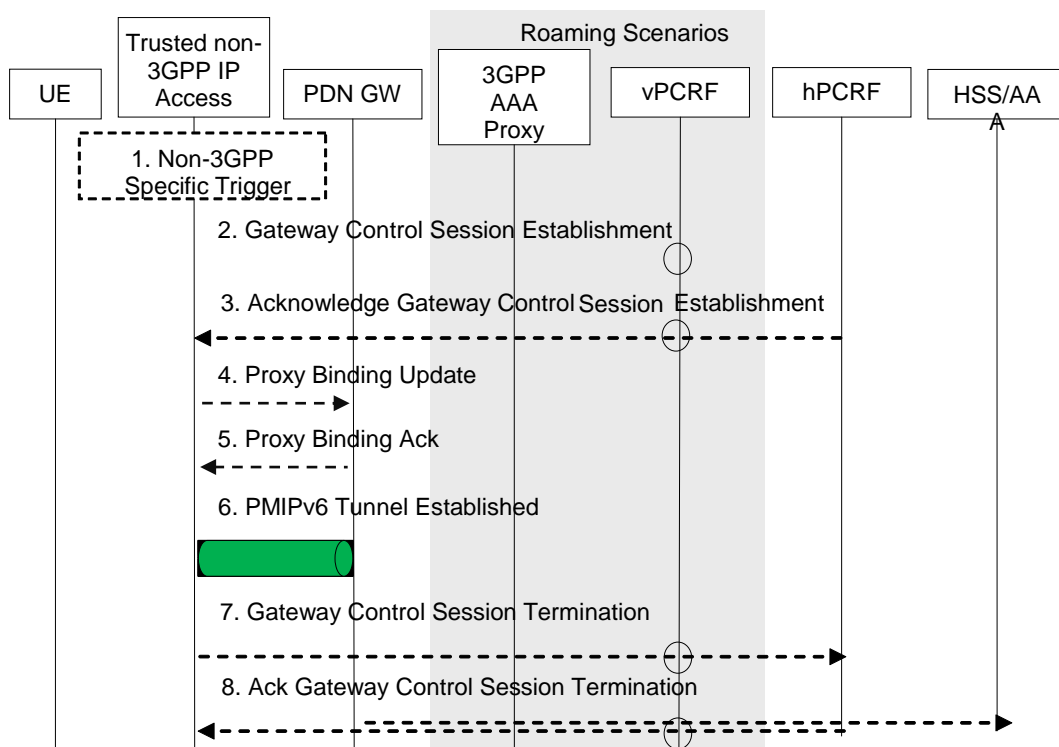 Roaming Scenarios
UE
Trusted non-
3GPP IP
Access
PDN GW
3GPP
AAA
Proxy
vPCRF
hPCRF
HSS/AA
A
1. Non-3GPP
Specific Trigger
2. Gateway Control Session Establishment
3. Acknowledge Gateway Control Session Establishment
4. Proxy Binding Update
5. Proxy Binding Ack
6. PMIPv6 Tunnel Established
7. Gateway Control Session Termination
8. Ack Gateway Control Session Termination